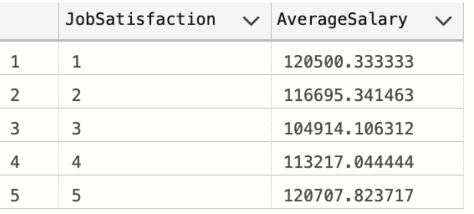 JobSatisfaction AverageSalary
1 1 120500.333333
2 2 116695.341463
3 3 104914.106312
4 4 113217.044444
5 5 120707.823717